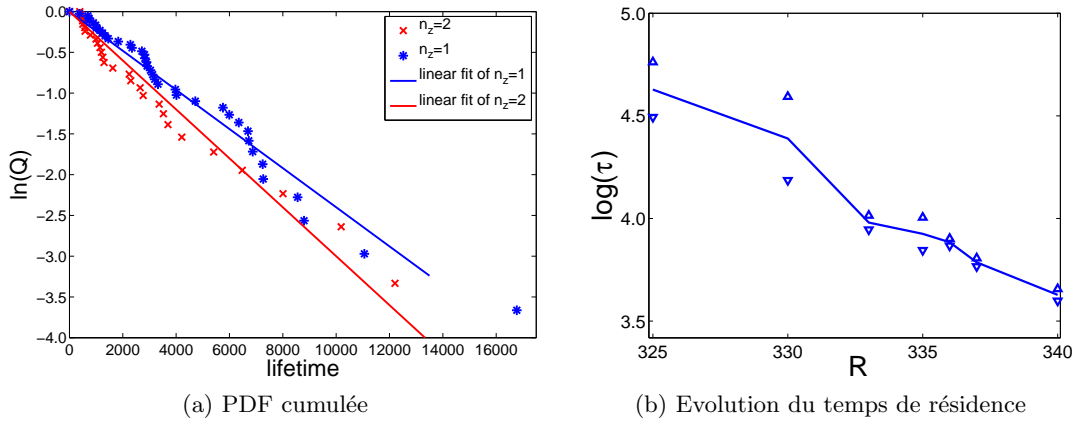 n_z=2
n_z=1
linear fit of n_z=1
linear fit of n_z=2
ln(Q)
0.0
−0.5
−1.0
−1.5
−2.0
−2.5
−3.0
−3.5
−4.0
0 2000 4000 6000 8000 10000 12000 14000 16000
lifetime
(a) PDF cumulée
log(τ)
5.0
4.5
4.0
3.5
325 330 335 340
R
(b) Evolution du temps de résidence